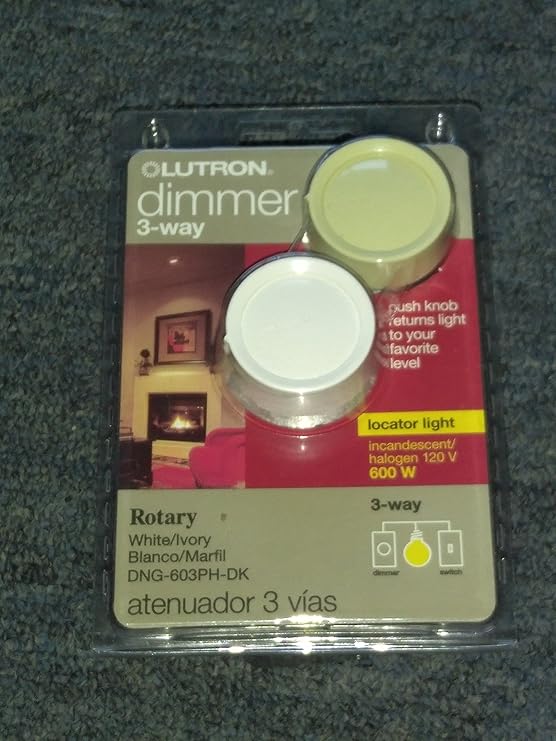 LUTRON®
dimmer
3-way
push knob
returns light
to your
favorite
level
locator light
incandescent/
halogen 120 V
600 W
3-way
dimmer
switch
Rotary
White/Ivory
Blanco/Marfil
DNG-603PH-DK
atenuador 3 vías